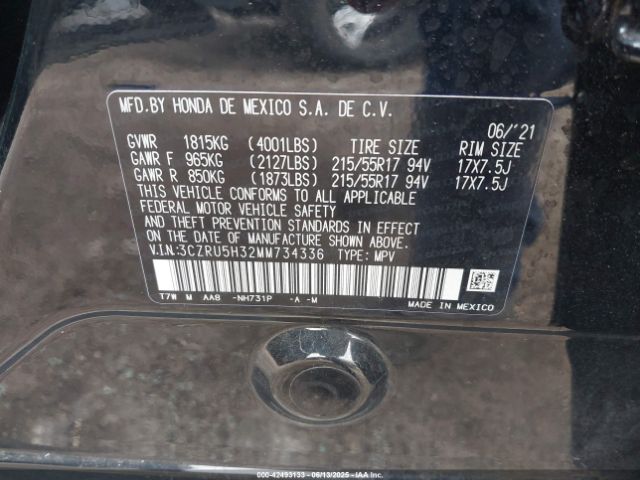 MFD.BY HONDA DE MEXICO S.A. DE C.V.
06/'21
GVWR 1815KG (4001LBS) TIRE SIZE RIM SIZE
GAWR F 965KG (2127LBS) 215/55R17 94V 17X7.5J
GAWR R 850KG (1873LBS) 215/55R17 94V 17X7.5J
THIS VEHICLE CONFORMS TO ALL APPLICABLE
FEDERAL MOTOR VEHICLE SAFETY
AND THEFT PREVENTION STANDARDS IN EFFECT
ON THE DATE OF MANUFACTURE SHOWN ABOVE.
V.I.N:3CZRU5H32MM734336 TYPE: MPV
T7W M AA8 -NH731P -A -M
MADE IN MEXICO
000-42493133 - 06/13/2025 - IAA Inc.